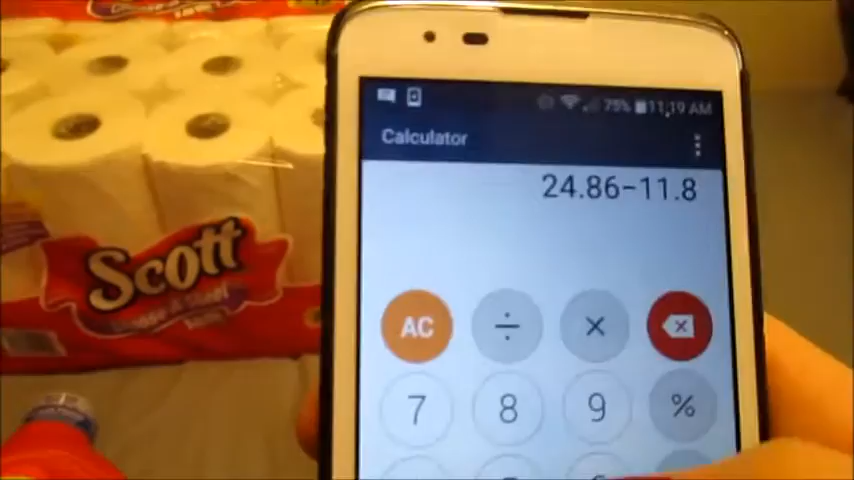 75% 11:19 AM
Calculator
24.86-11.8
AC ÷ ×
7 8 9 %
Scott